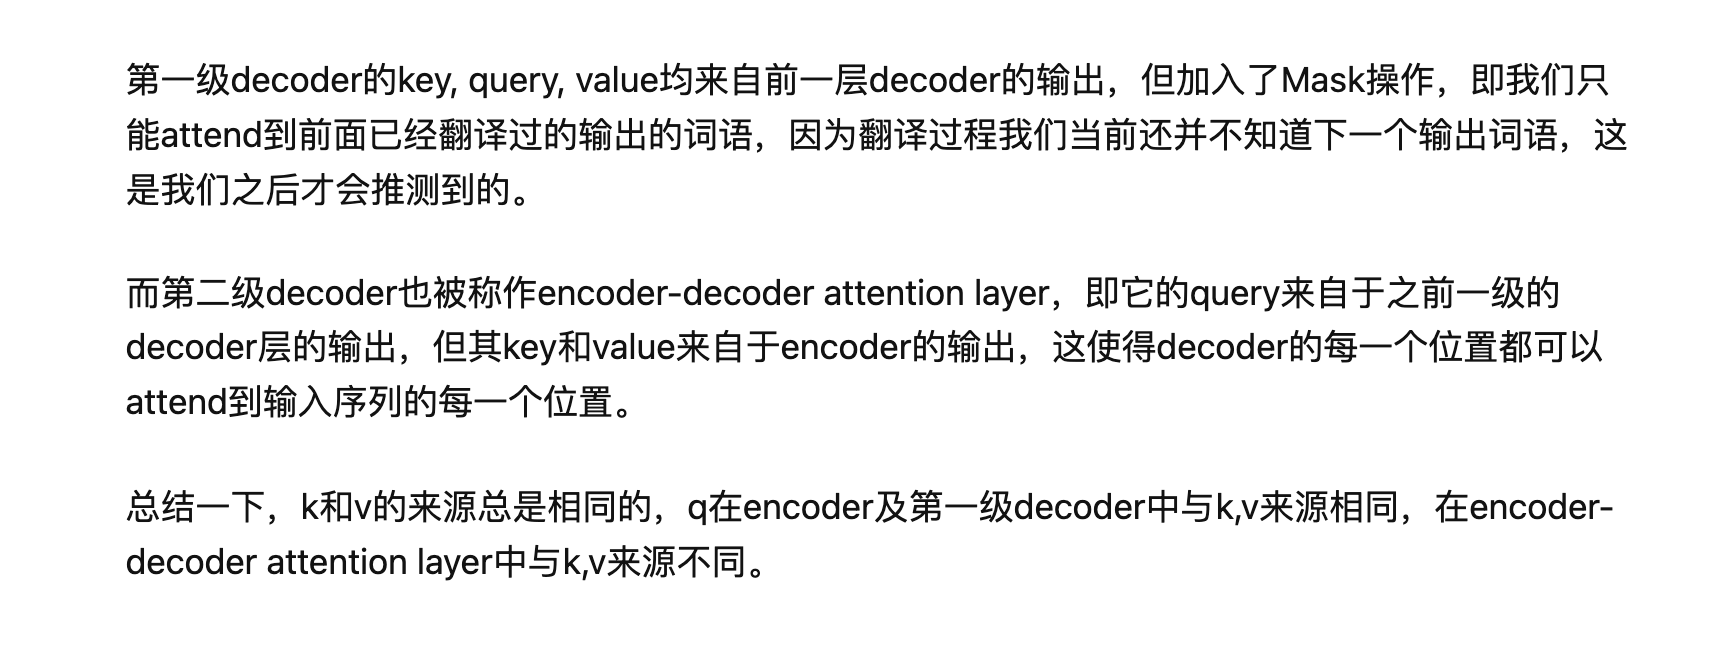 第一级decoder的key, query, value均来自前一层decoder的输出，但加入了Mask操作，即我们只
能attend到前面已经翻译过的输出的词语，因为翻译过程我们当前还并不知道下一个输出词语，这
是我们之后才会推测到的。
而第二级decoder也被称作encoder-decoder attention layer，即它的query来自于之前一级的
decoder层的输出，但其key和value来自于encoder的输出，这使得decoder的每一个位置都可以
attend到输入序列的每一个位置。
总结一下，k和v的来源总是相同的，q在encoder及第一级decoder中与k,v来源相同，在encoder-
decoder attention layer中与k,v来源不同。